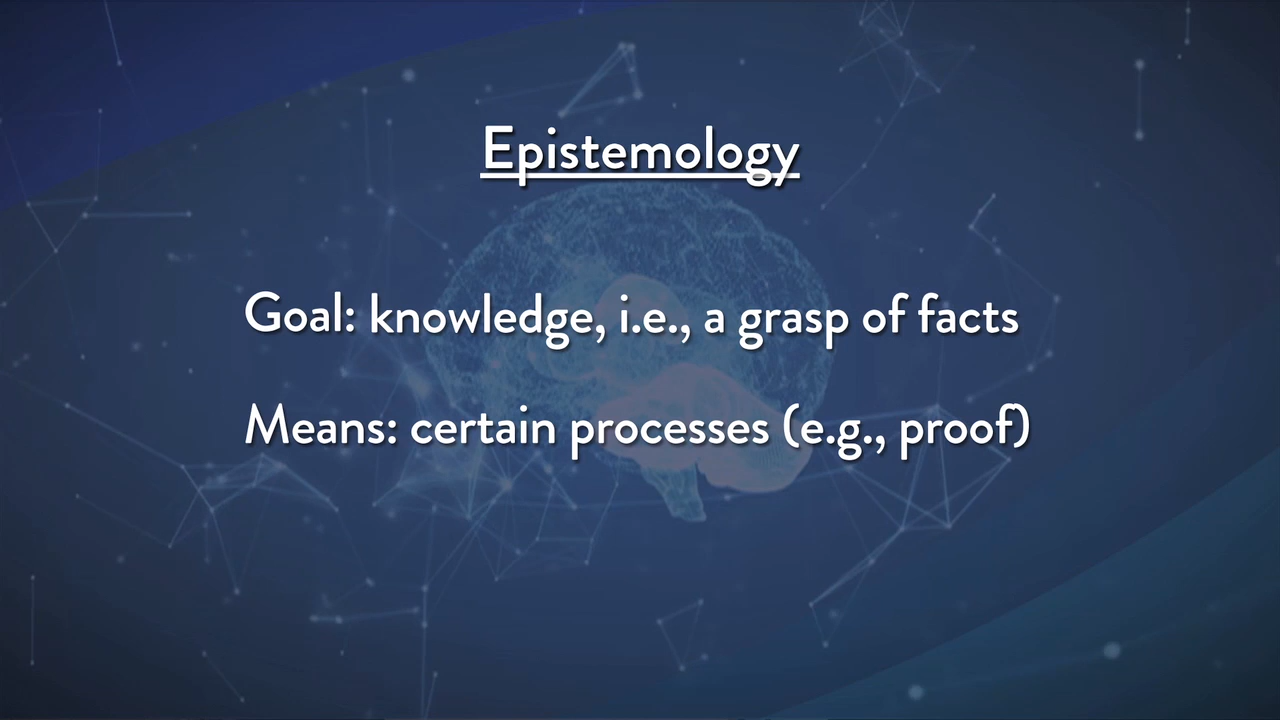 Epistemology
Goal: knowledge, i.e., a grasp of facts
Means: certain processes (e.g., proof)